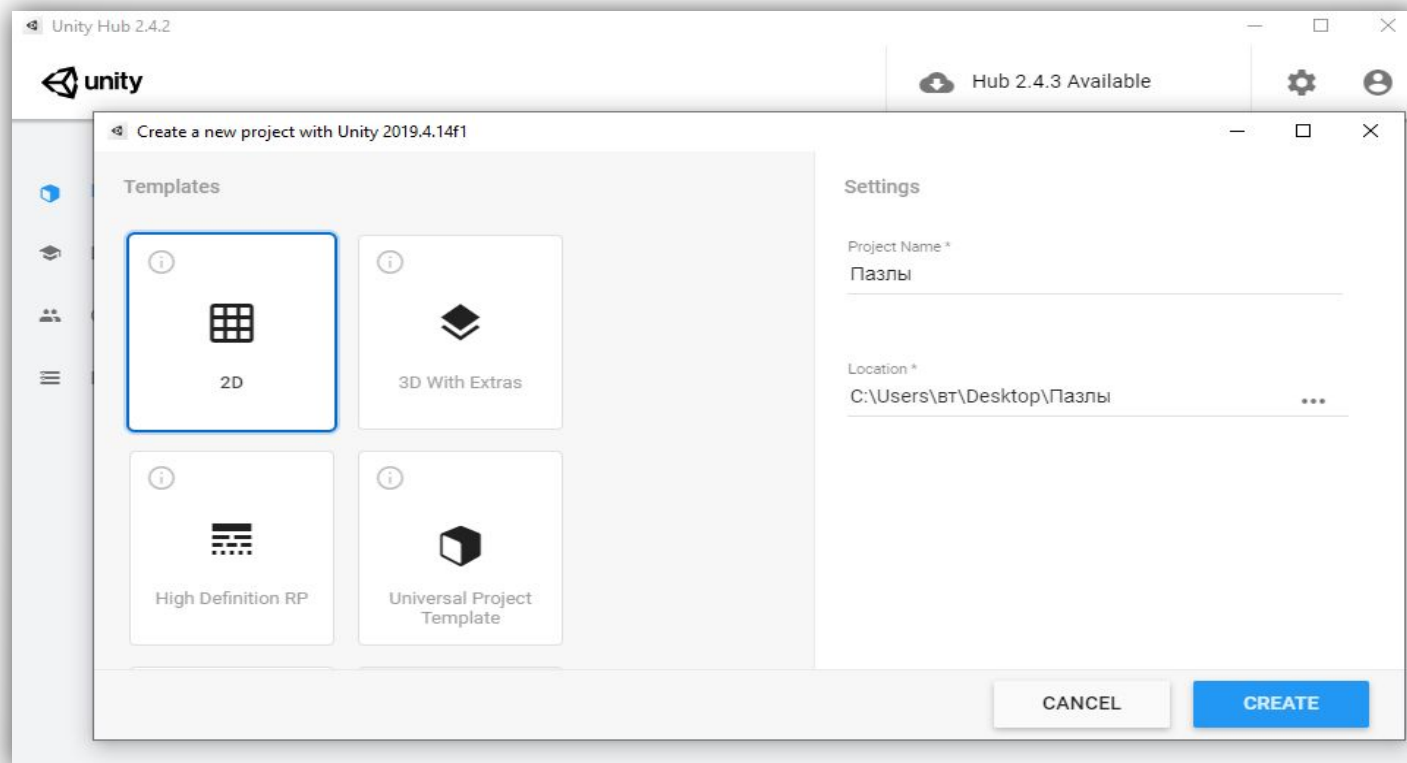 Unity Hub 2.4.2
unity
Hub 2.4.3 Available
Create a new project with Unity 2019.4.14f1
Templates
2D
3D With Extras
High Definition RP
Universal Project
Template
Settings
Project Name *
Пазлы
Location *
C:\Users\вт\Desktop\Пазлы
CANCEL
CREATE